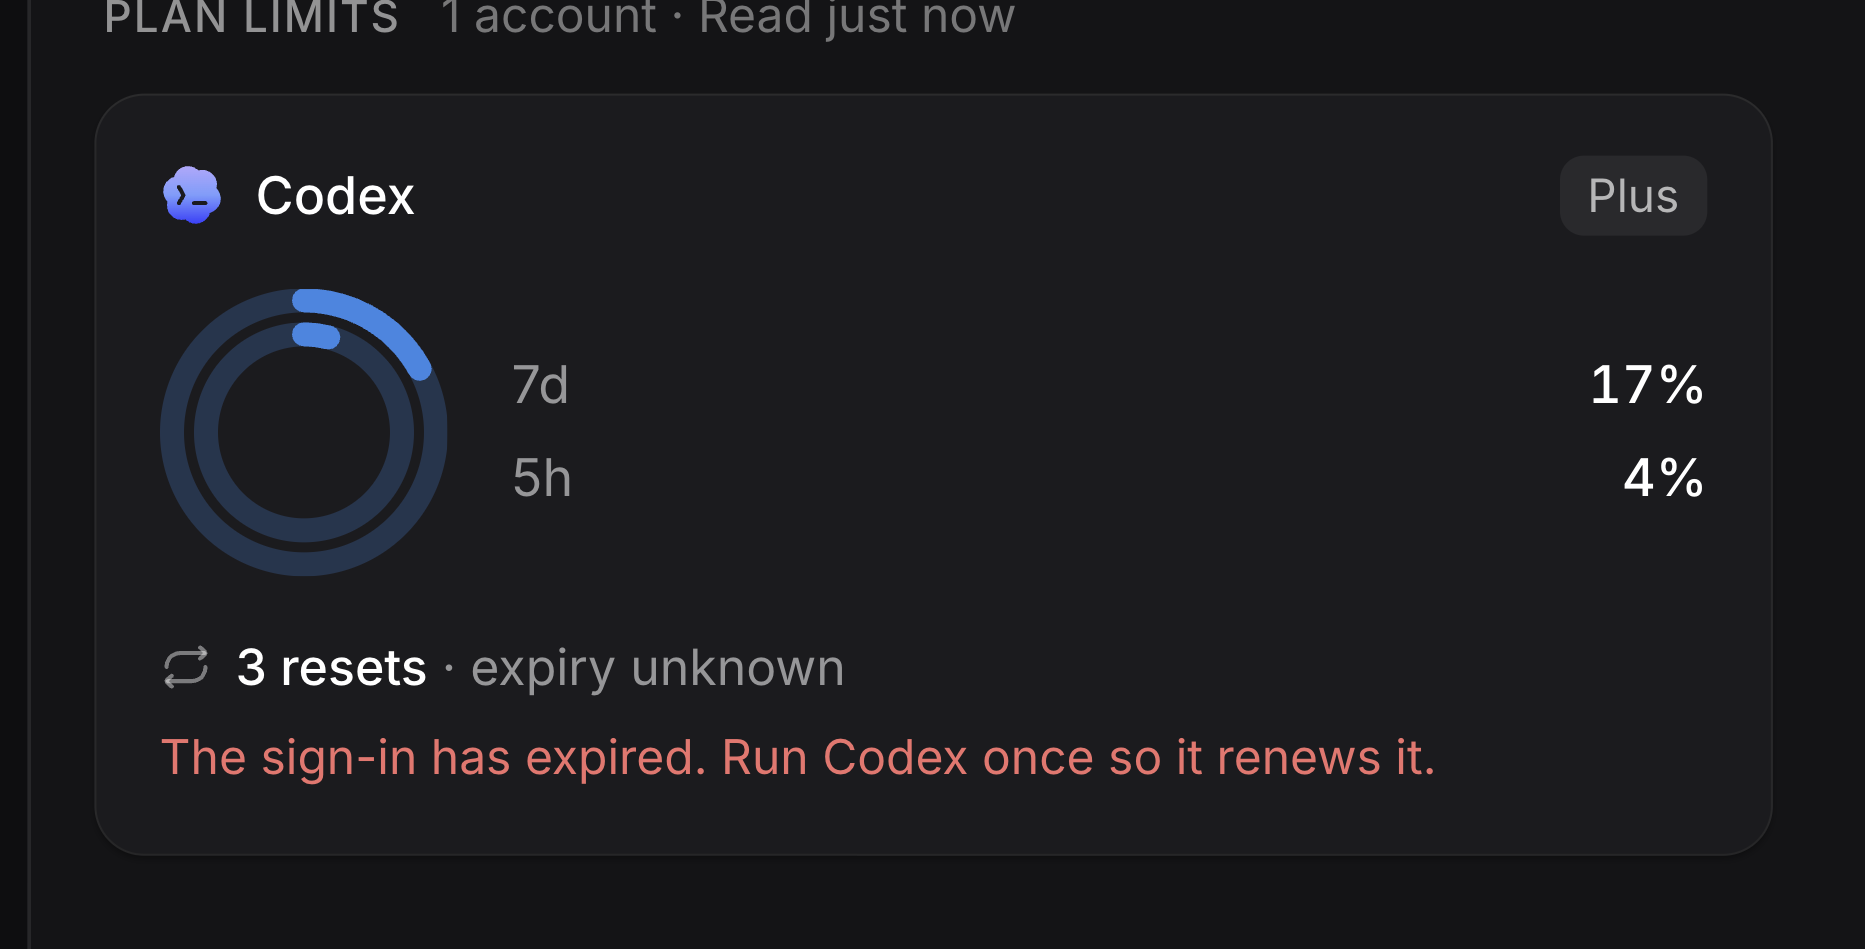 PLAN LIMITS 1 account · Read just now
Codex Plus
7d 17%
5h 4%
3 resets · expiry unknown
The sign-in has expired. Run Codex once so it renews it.